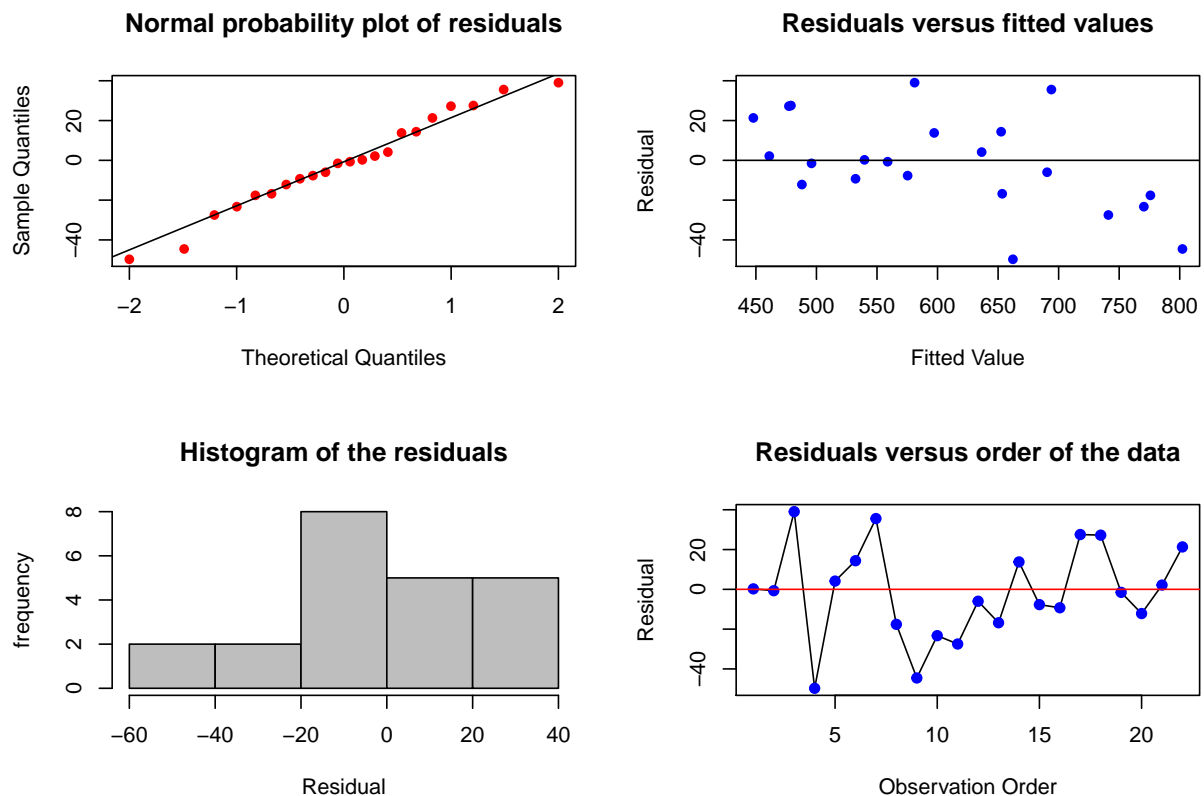 Normal probability plot of residuals
Sample Quantiles
−40 0 20
−2 −1 0 1 2
Theoretical Quantiles
Residuals versus fitted values
Residual
−40 0 20
450 500 550 600 650 700 750 800
Fitted Value
Histogram of the residuals
frequency
0 2 4 6 8
−60 −40 −20 0 20 40
Residual
Residuals versus order of the data
Residual
−40 0 20
5 10 15 20
Observation Order